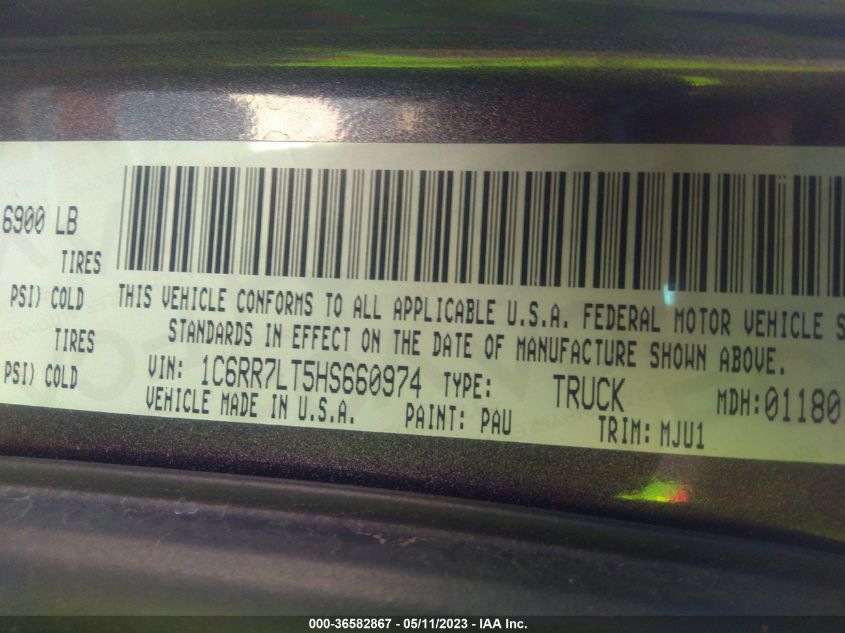 6900 LB
TIRES
PSI) COLD
THIS VEHICLE CONFORMS TO ALL APPLICABLE U.S.A. FEDERAL MOTOR VEHICLE S
TIRES
STANDARDS IN EFFECT ON THE DATE OF MANUFACTURE SHOWN ABOVE.
PSI) COLD
VIN: 1C6RR7LT5HS660974 TYPE: TRUCK MDH: 01180
VEHICLE MADE IN U.S.A. PAINT: PAU TRIM: MJU1
000-36582867 - 05/11/2023 - IAA Inc.